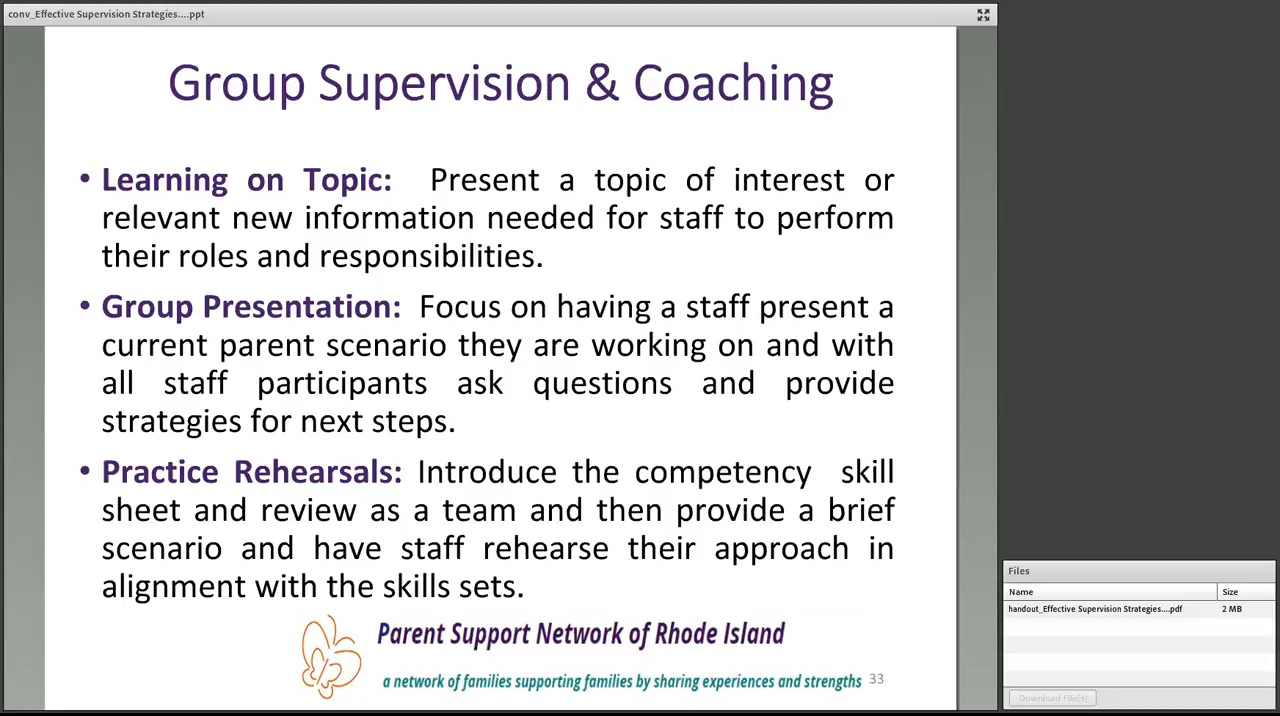 conv_Effective Supervision Strategies....ppt
Group Supervision & Coaching
• Learning on Topic: Present a topic of interest or
relevant new information needed for staff to perform
their roles and responsibilities.
• Group Presentation: Focus on having a staff present a
current parent scenario they are working on and with
all staff participants ask questions and provide
strategies for next steps.
• Practice Rehearsals: Introduce the competency skill
sheet and review as a team and then provide a brief
scenario and have staff rehearse their approach in
alignment with the skills sets.
Parent Support Network of Rhode Island
a network of families supporting families by sharing experiences and strengths
33
Files
Name Size
handout_Effective Supervision Strategies....pdf 2 MB
Download File(s)